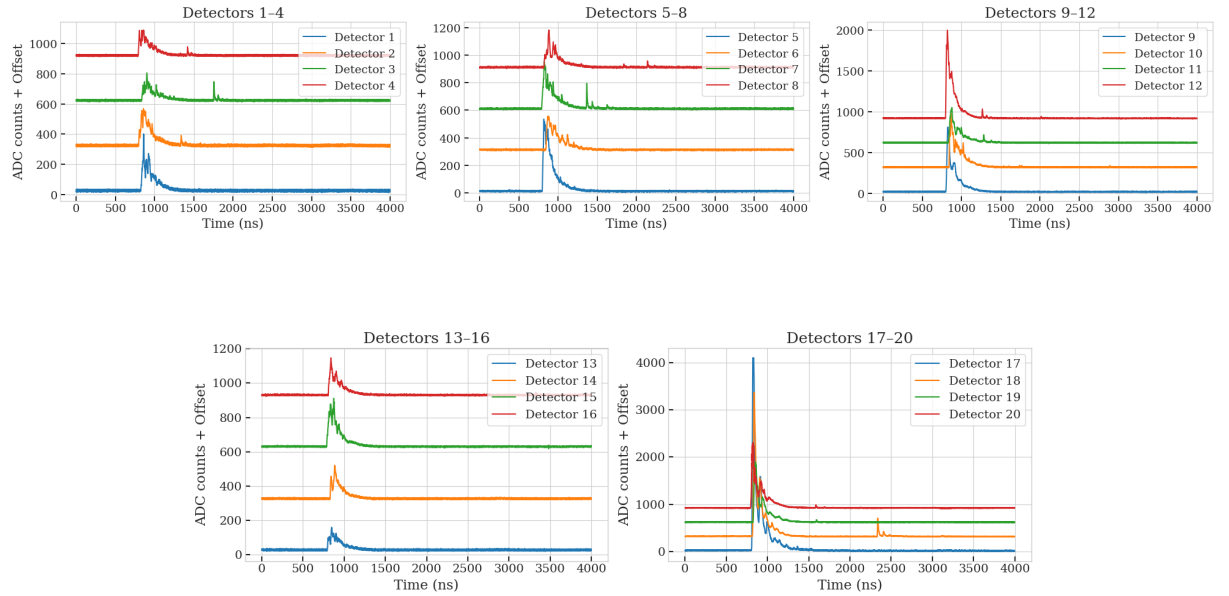 Detectors 1–4
ADC counts + Offset
1000
800
600
400
200
0
Detector 1
Detector 2
Detector 3
Detector 4
0 500 1000 1500 2000 2500 3000 3500 4000
Time (ns)
Detectors 5–8
ADC counts + Offset
1200
1000
800
600
400
200
0
Detector 5
Detector 6
Detector 7
Detector 8
0 500 1000 1500 2000 2500 3000 3500 4000
Time (ns)
Detectors 9–12
ADC counts + Offset
2000
1500
1000
500
0
Detector 9
Detector 10
Detector 11
Detector 12
0 500 1000 1500 2000 2500 3000 3500 4000
Time (ns)
Detectors 13–16
ADC counts + Offset
1200
1000
800
600
400
200
0
Detector 13
Detector 14
Detector 15
Detector 16
0 500 1000 1500 2000 2500 3000 3500 4000
Time (ns)
Detectors 17–20
ADC counts + Offset
4000
3000
2000
1000
0
Detector 17
Detector 18
Detector 19
Detector 20
0 500 1000 1500 2000 2500 3000 3500 4000
Time (ns)